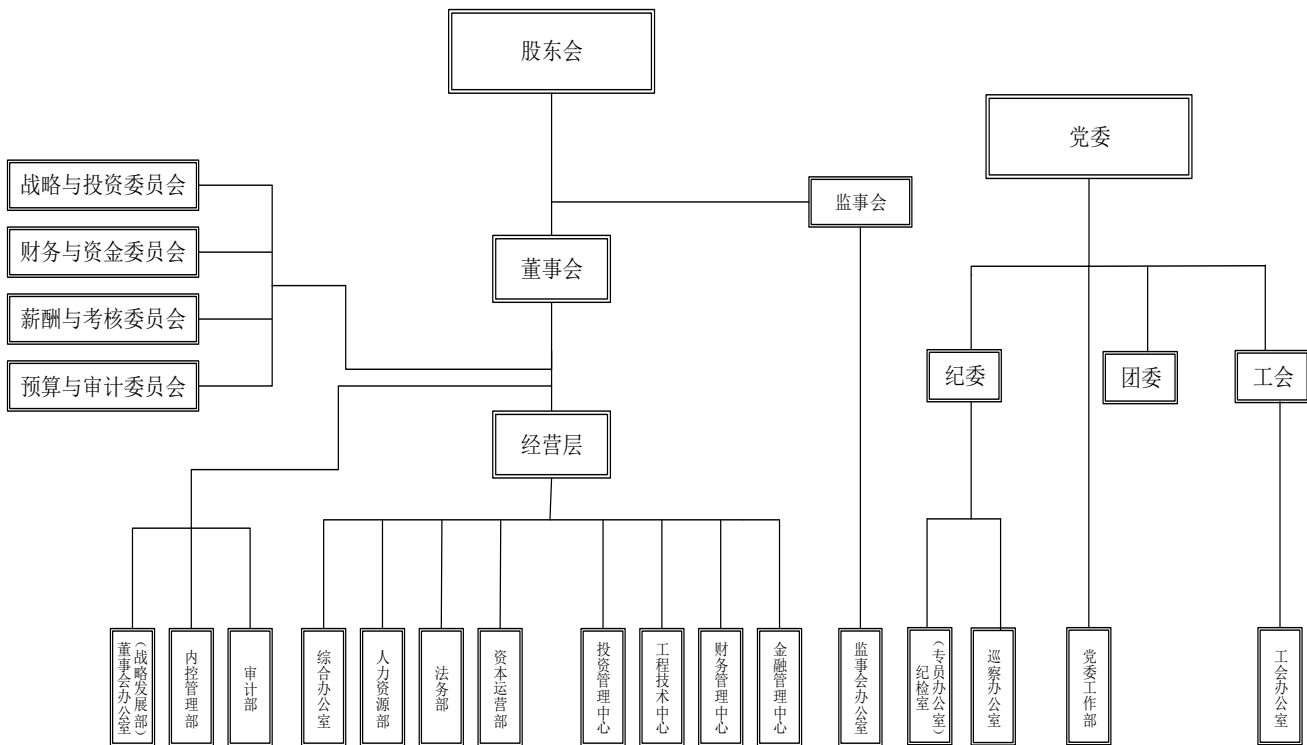 股东会
党委
战略与投资委员会
监事会
财务与资金委员会
董事会
薪酬与考核委员会
纪委
团委
工会
预算与审计委员会
经营层
董事会办公室
（战略发展部）
内控管理部
审计部
综合办公室
人力资源部
法务部
资本运营部
投资管理中心
工程技术中心
财务管理中心
金融管理中心
监事会办公室
纪检室
（专员办公室）
巡察办公室
党委工作部
工会办公室